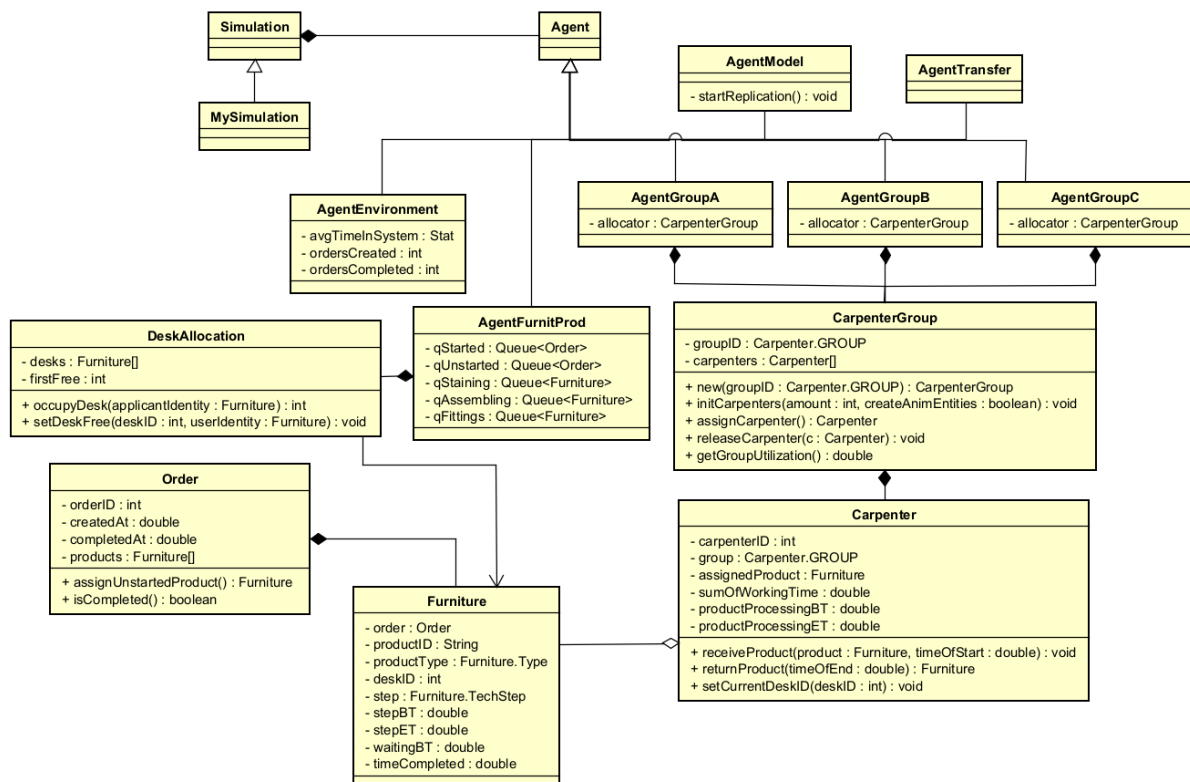 Simulation
Agent
AgentModel
- startReplication() : void
AgentTransfer
MySimulation
AgentEnvironment
- avgTimeInSystem : Stat
- ordersCreated : int
- ordersCompleted : int
AgentGroupA
- allocator : CarpenterGroup
AgentGroupB
- allocator : CarpenterGroup
AgentGroupC
- allocator : CarpenterGroup
DeskAllocation
- desks : Furniture[]
- firstFree : int
+ occupyDesk(applicantIdentity : Furniture) : int
+ setDeskFree(deskID : int, userIdentity : Furniture) : void
AgentFurnitProd
- qStarted : Queue<Order>
- qUnstarted : Queue<Order>
- qStaining : Queue<Furniture>
- qAssembling : Queue<Furniture>
- qFittings : Queue<Furniture>
CarpenterGroup
- groupID : Carpenter.GROUP
- carpenters : Carpenter[]
+ new(groupID : Carpenter.GROUP) : CarpenterGroup
+ initCarpenters(amount : int, createAnimEntities : boolean) : void
+ assignCarpenter() : Carpenter
+ releaseCarpenter(c : Carpenter) : void
+ getGroupUtilization() : double
Order
- orderID : int
- createdAt : double
- completedAt : double
- products : Furniture[]
+ assignUnstartedProduct() : Furniture
+ isCompleted() : boolean
Carpenter
- carpenterID : int
- group : Carpenter.GROUP
- assignedProduct : Furniture
- sumOfWorkingTime : double
- productProcessingBT : double
- productProcessingET : double
+ receiveProduct(product : Furniture, timeOfStart : double) : void
+ returnProduct(timeOfEnd : double) : Furniture
+ setCurrentDeskID(deskID : int) : void
Furniture
- order : Order
- productID : String
- productType : Furniture.Type
- deskID : int
- step : Furniture.TechStep
- stepBT : double
- stepET : double
- waitingBT : double
- timeCompleted : double